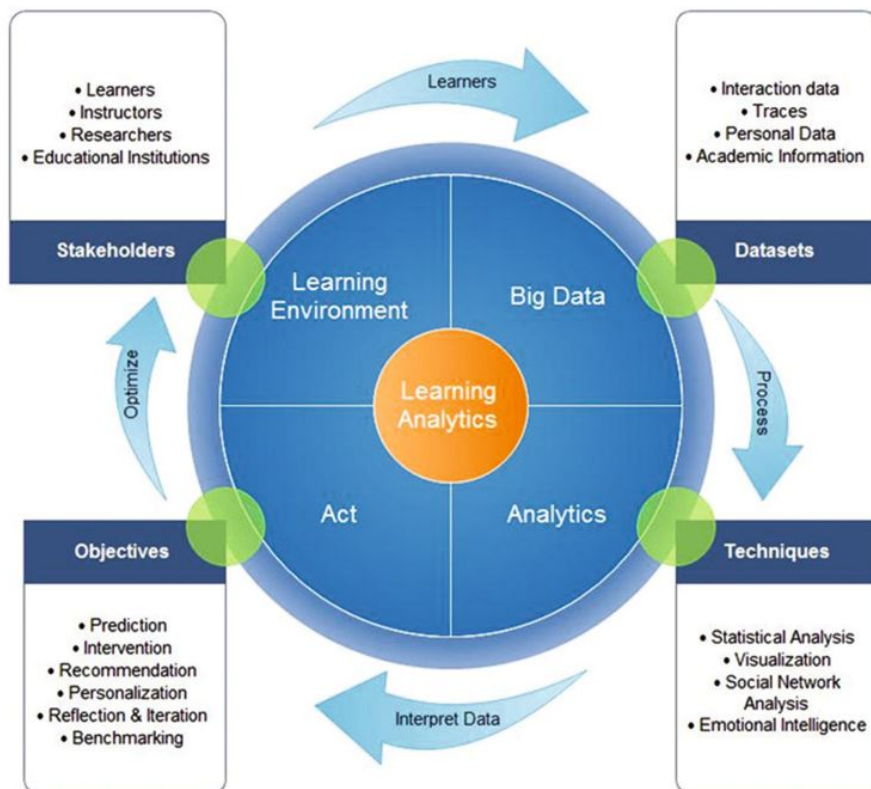 • Learners
• Instructors
• Researchers
• Educational Institutions
Stakeholders
Learners
• Interaction data
• Traces
• Personal Data
• Academic Information
Datasets
Learning
Environment
Big Data
Learning
Analytics
Act
Analytics
Optimize
Process
Objectives
• Prediction
• Intervention
• Recommendation
• Personalization
• Reflection & Iteration
• Benchmarking
Interpret Data
Techniques
• Statistical Analysis
• Visualization
• Social Network
Analysis
• Emotional Intelligence